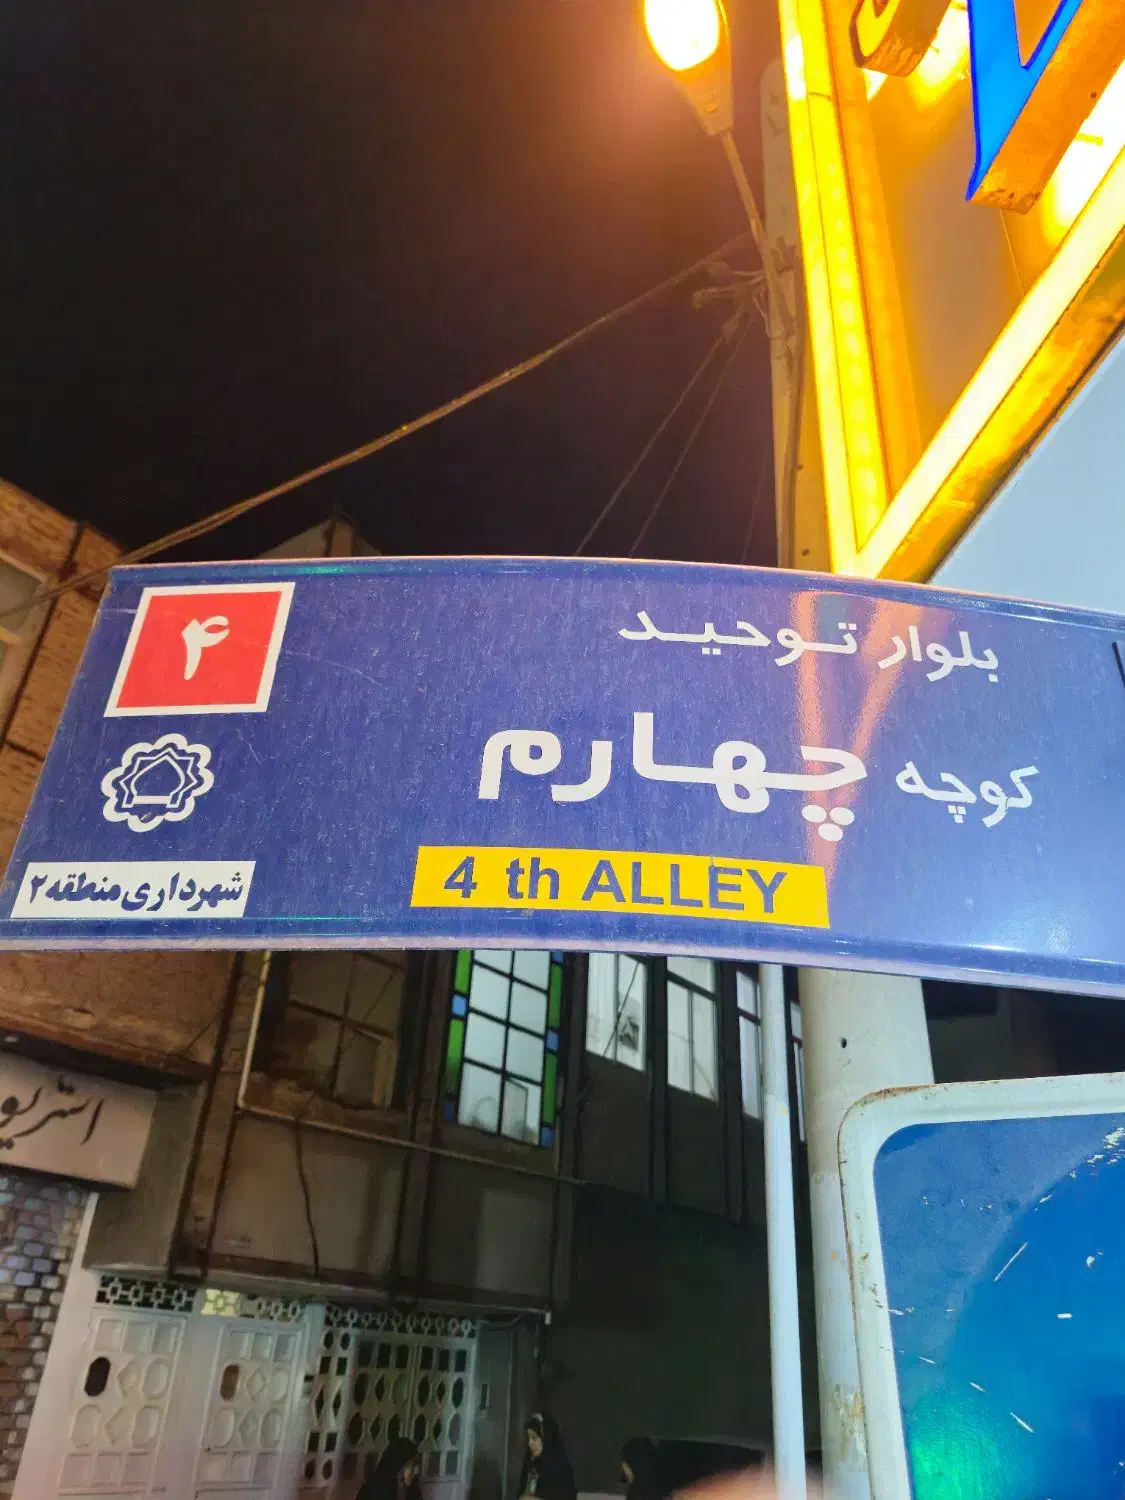 بلوار توحید
کوچه چهارم
4 th ALLEY
۴
شهرداری منطقه ۲